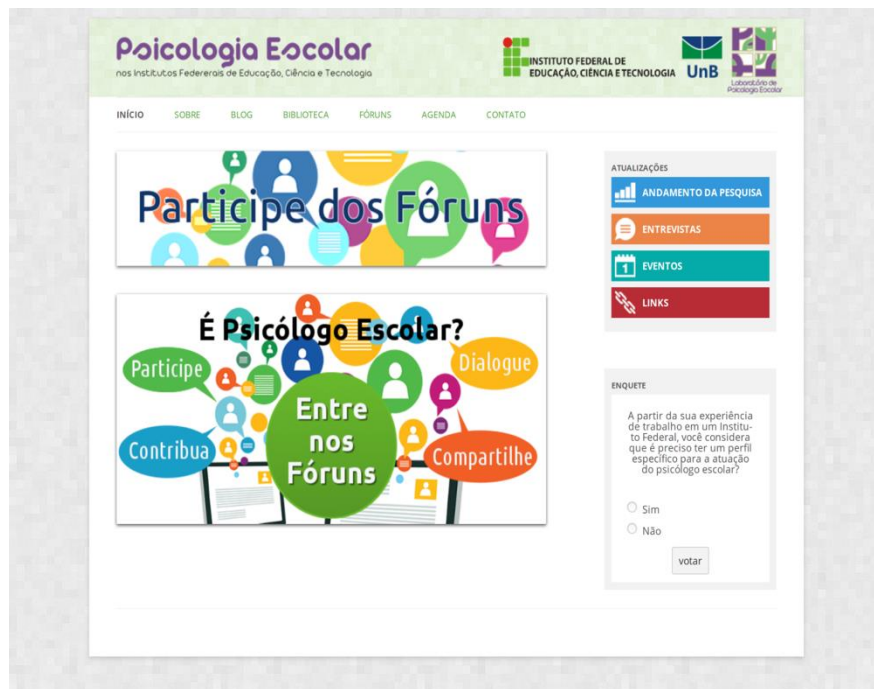 Psicologia Escolar
nos Institutos Federerais de Educação, Ciência e Tecnologia
INSTITUTO FEDERAL DE
EDUCAÇÃO, CIÊNCIA E TECNOLOGIA
UnB
Laboratório de
Psicologia Escolar
INÍCIO SOBRE BLOG BIBLIOTECA FÓRUNS AGENDA CONTATO
Participe dos Fóruns
É Psicólogo Escolar?
Participe
Dialogue
Contribua
Compartilhe
Entre
nos
Fóruns
ATUALIZAÇÕES
ANDAMENTO DA PESQUISA
ENTREVISTAS
1 EVENTOS
LINKS
ENQUETE
A partir da sua experiência
de trabalho em um Institu-
to Federal, você considera
que é preciso ter um perfil
específico para a atuação
do psicólogo escolar?
Sim
Não
votar